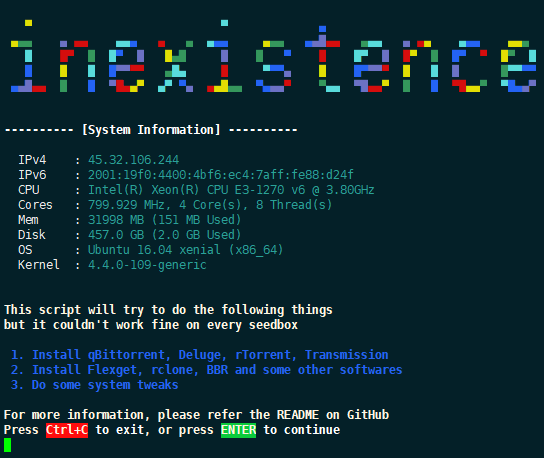 inexistence
---------- [System Information] ----------
IPv4 : 45.32.106.244
IPv6 : 2001:19f0:4400:4bf6:ec4:7aff:fe88:d24f
CPU : Intel(R) Xeon(R) CPU E3-1270 v6 @ 3.80GHz
Cores : 799.929 MHz, 4 Core(s), 8 Thread(s)
Mem : 31998 MB (151 MB Used)
Disk : 457.0 GB (2.0 GB Used)
OS : Ubuntu 16.04 xenial (x86_64)
Kernel : 4.4.0-109-generic
This script will try to do the following things
but it couldn't work fine on every seedbox
1. Install qBittorrent, Deluge, rTorrent, Transmission
2. Install Flexget, rclone, BBR and some other softwares
3. Do some system tweaks
For more information, please refer the README on GitHub
Press Ctrl+C to exit, or press ENTER to continue